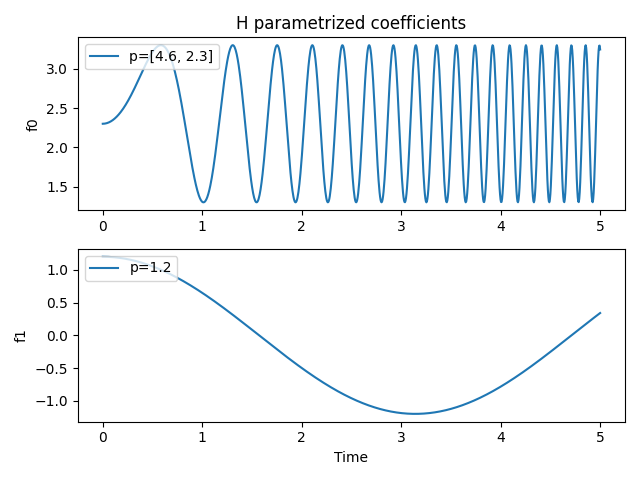 H parametrized coefficients
p=[4.6, 2.3]
f0
3.0
2.5
2.0
1.5
0 1 2 3 4 5
p=1.2
f1
1.0
0.5
0.0
−0.5
−1.0
0 1 2 3 4 5
Time